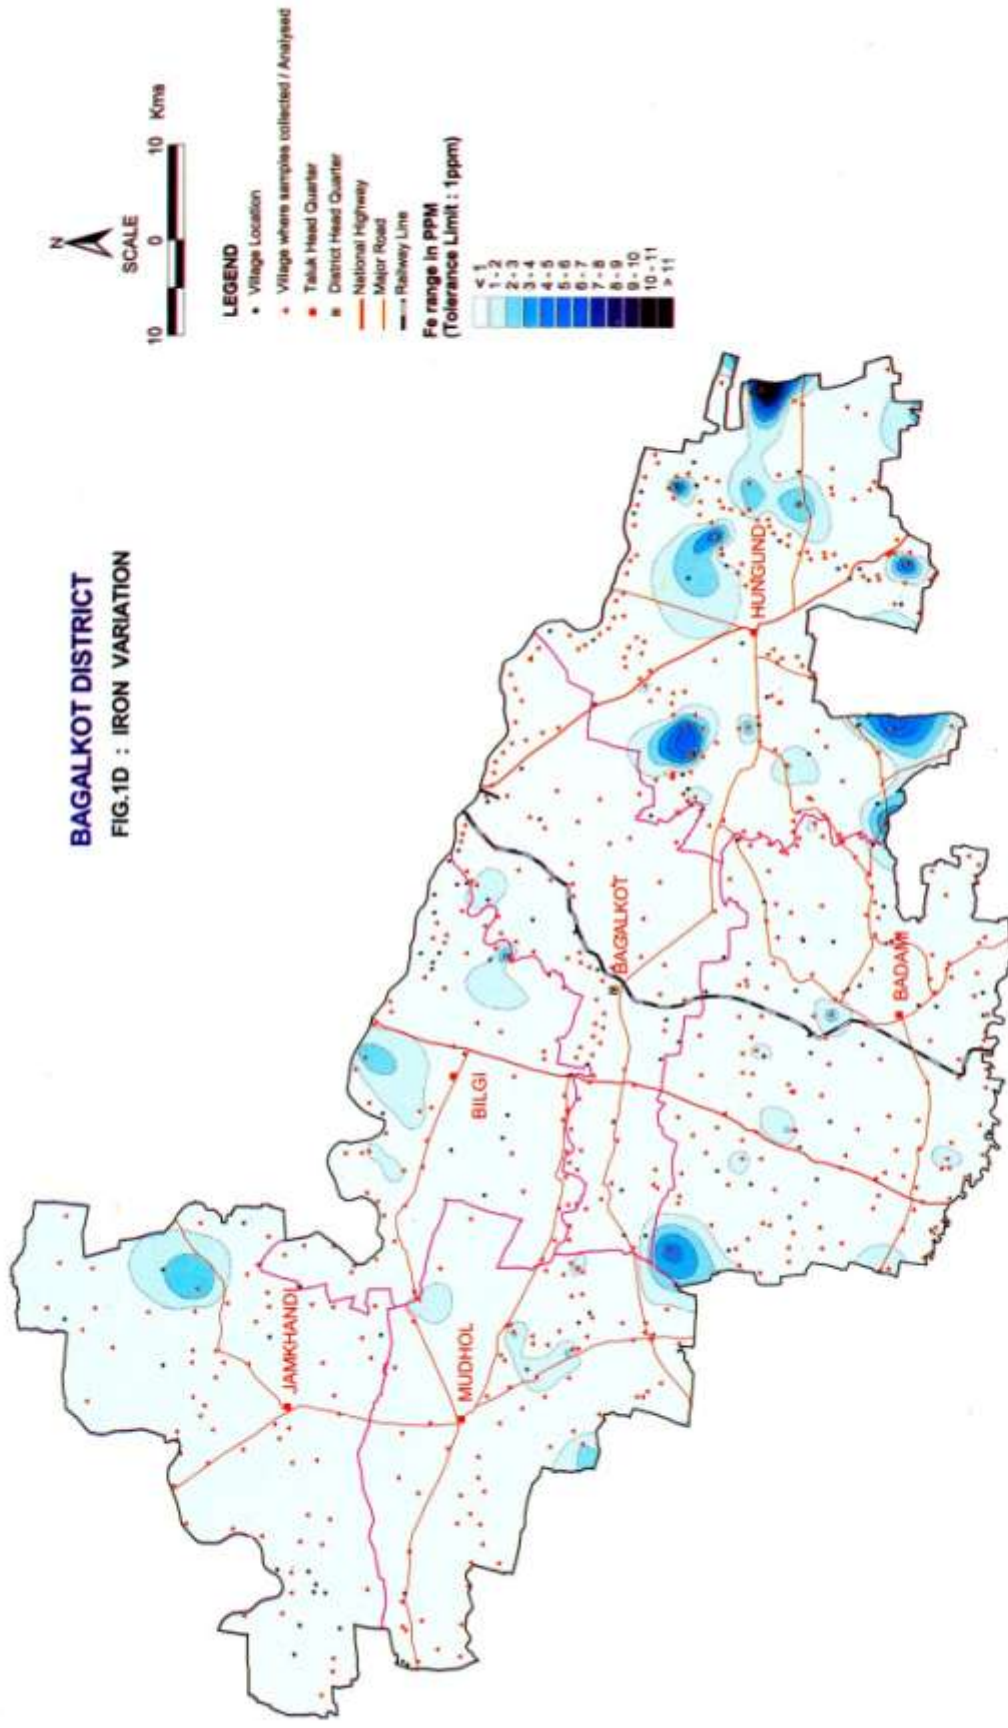 BAGALKOT DISTRICT
FIG.1D : IRON VARIATION
N
SCALE
10 0 10 Kms
LEGEND
Village Location
Village where samples collected / Analysed
Taluk Head Quarter
District Head Quarter
National Highway
Major Road
Railway Line
Fe range in PPM
(Tolerance Limit : 1ppm)
< 1
1 - 2
2 - 3
3 - 4
4 - 5
5 - 6
6 - 7
7 - 8
8 - 9
9 - 10
10 - 11
> 11
JAMKHANDI
MUDHOL
BILGI
BAGALKOT
BADAMI
HUNGUND